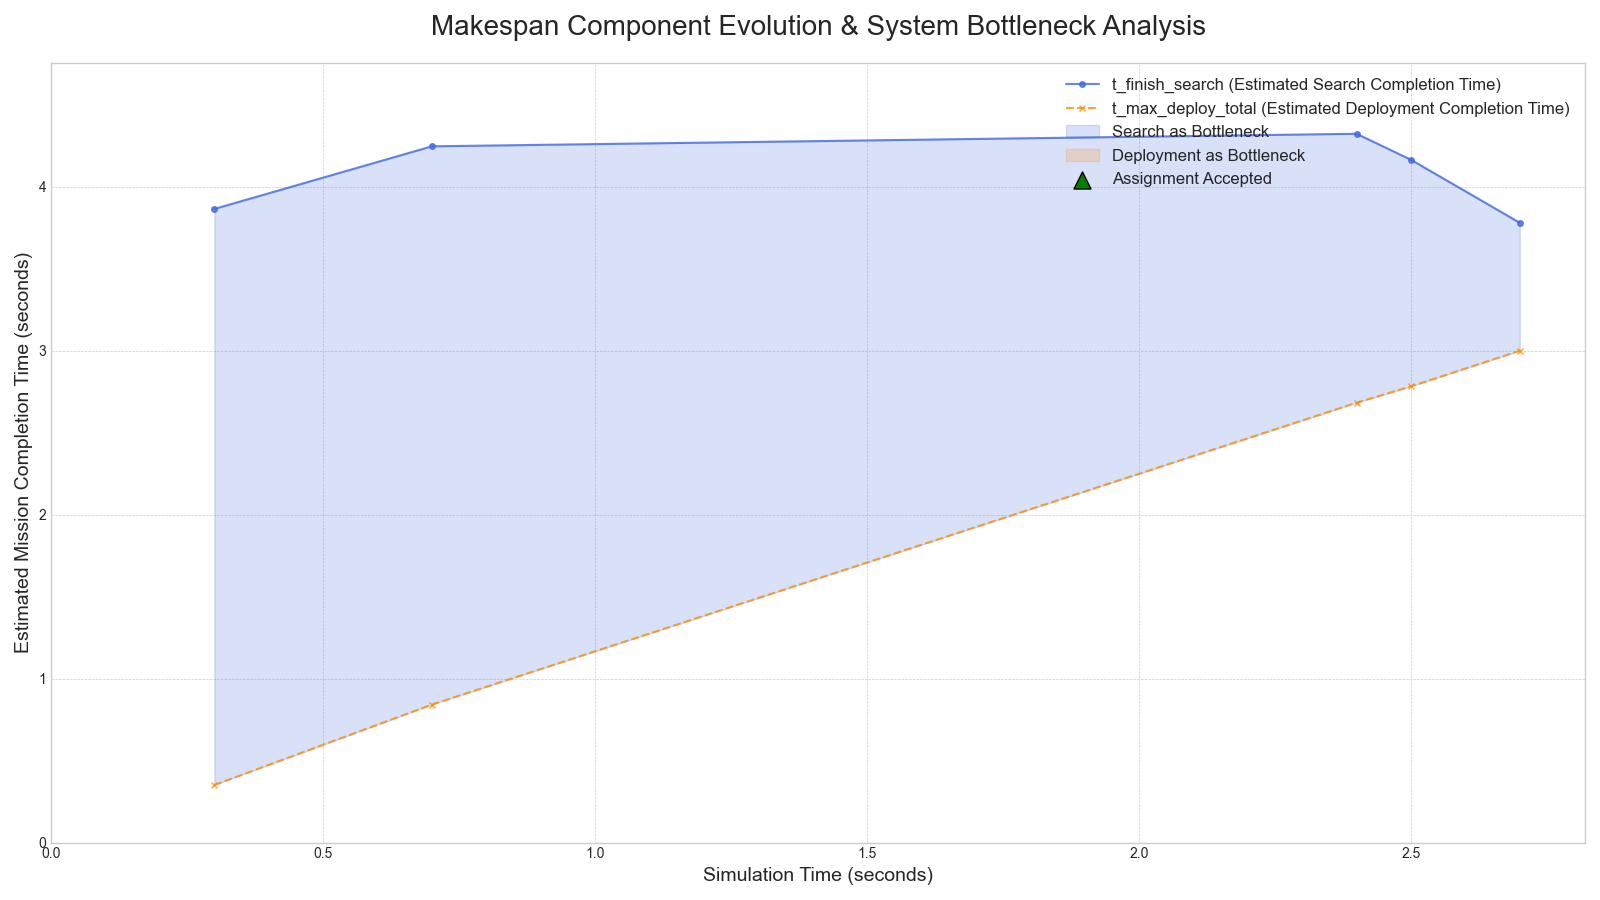 Makespan Component Evolution & System Bottleneck Analysis
t_finish_search (Estimated Search Completion Time)
t_max_deploy_total (Estimated Deployment Completion Time)
Search as Bottleneck
Deployment as Bottleneck
Assignment Accepted
Estimated Mission Completion Time (seconds)
4
3
2
1
0
0.0
0.5
1.0
1.5
2.0
2.5
Simulation Time (seconds)